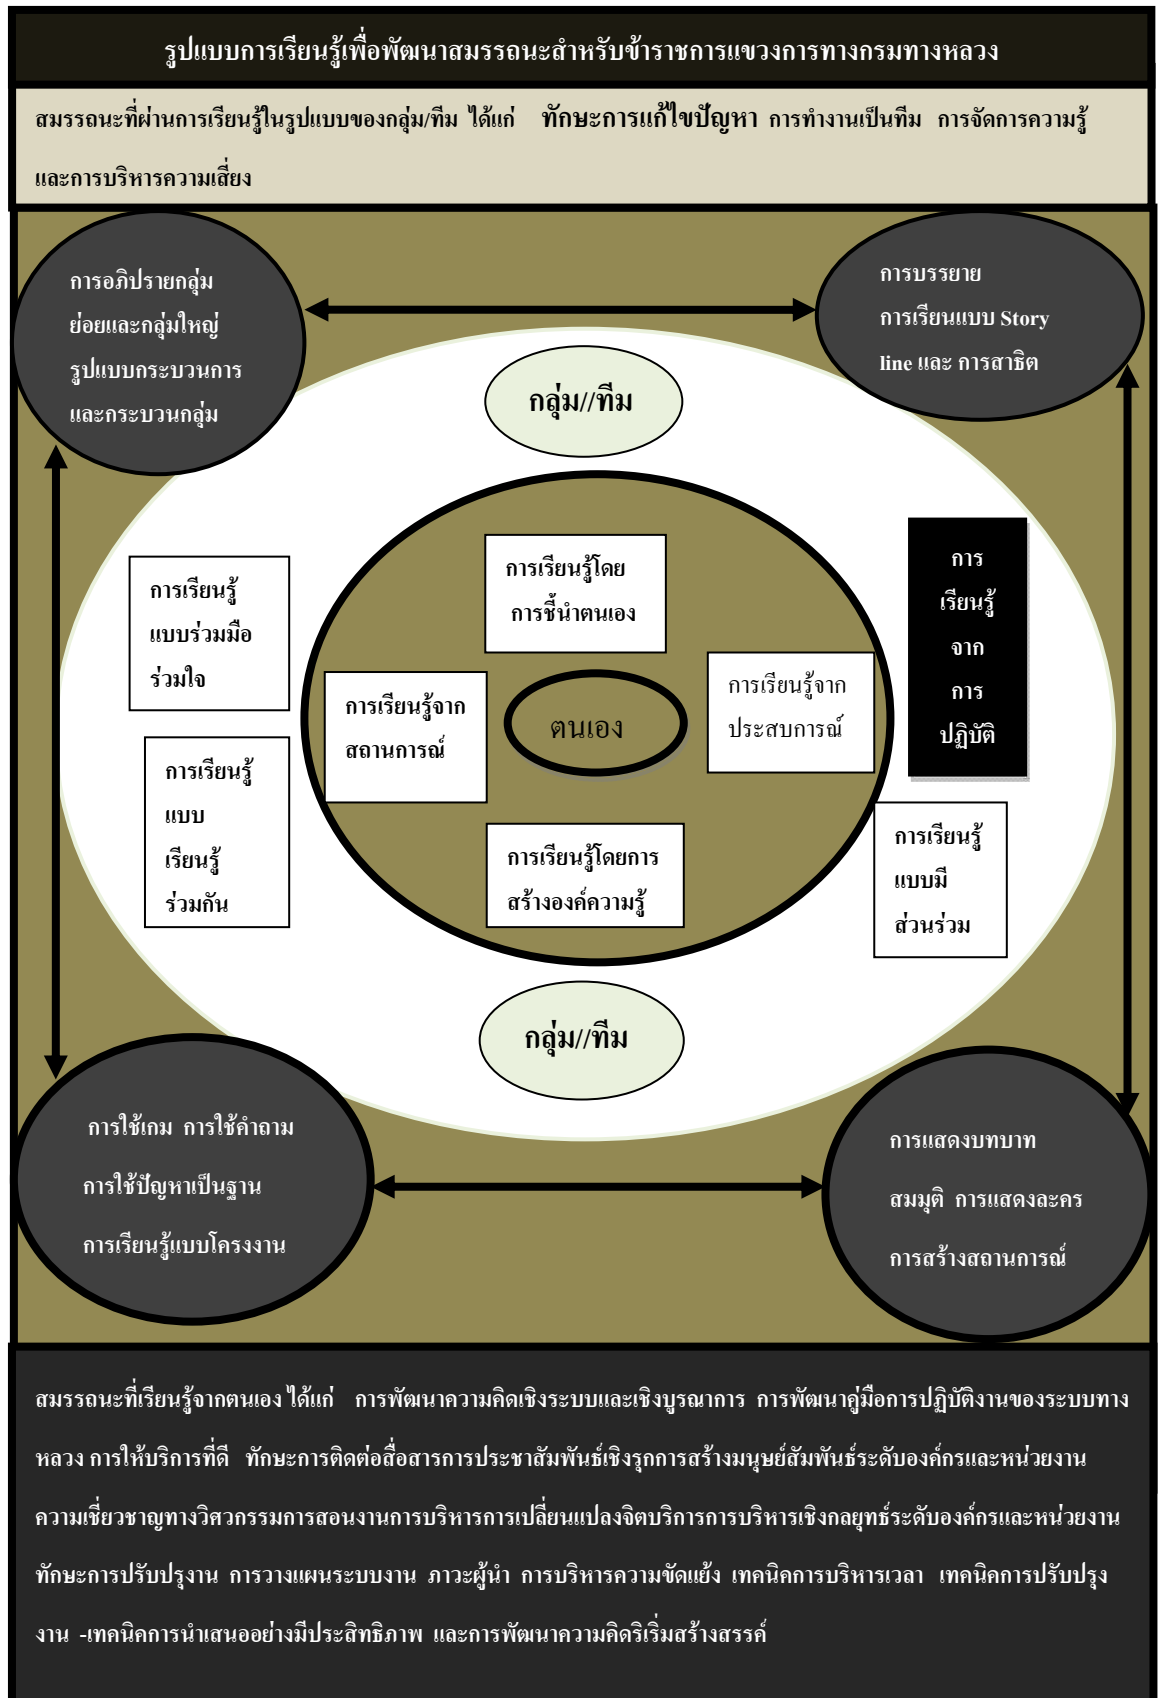 รูปแบบการเรียนรู้เพื่อพัฒนาสมรรถนะสำหรับข้าราชการแขวงการทางกรมทางหลวง
สมรรถนะที่ผ่านการเรียนรู้ในรูปแบบของกลุ่ม/ทีม ได้แก่ ทักษะการแก้ไขปัญหา การทำงานเป็นทีม การจัดการความรู้
และการบริหารความเสี่ยง
การอภิปรายกลุ่ม
ย่อยและกลุ่มใหญ่
รูปแบบกระบวนการ
และกระบวนกลุ่ม
การบรรยาย
การเรียนแบบ Story
line และ การสาธิต
กลุ่ม//ทีม
การเรียนรู้
แบบร่วมมือ
ร่วมใจ
การเรียนรู้โดย
การชี้นำตนเอง
การ
เรียนรู้
จาก
การ
ปฏิบัติ
การเรียนรู้จาก
สถานการณ์
ตนเอง
การเรียนรู้จาก
ประสบการณ์
การเรียนรู้
แบบ
เรียนรู้
ร่วมกัน
การเรียนรู้โดยการ
สร้างองค์ความรู้
การเรียนรู้
แบบมี
ส่วนร่วม
กลุ่ม//ทีม
การใช้เกม การใช้คำถาม
การใช้ปัญหาเป็นฐาน
การเรียนรู้แบบโครงงาน
การแสดงบทบาท
สมมุติ การแสดงละคร
การสร้างสถานการณ์
สมรรถนะที่เรียนรู้จากตนเอง ได้แก่ การพัฒนาความคิดเชิงระบบและเชิงบูรณาการ การพัฒนาคู่มือการปฏิบัติงานของระบบทาง
หลวง การให้บริการที่ดี ทักษะการติดต่อสื่อสารการประชาสัมพันธ์เชิงรุกการสร้างมนุษย์สัมพันธ์ระดับองค์กรและหน่วยงาน
ความเชี่ยวชาญทางวิศวกรรมการสอนงานการบริหารการเปลี่ยนแปลงจิตบริการการบริหารเชิงกลยุทธ์ระดับองค์กรและหน่วยงาน
ทักษะการปรับปรุงงาน การวางแผนระบบงาน ภาวะผู้นำ การบริหารความขัดแย้ง เทคนิคการบริหารเวลา เทคนิคการปรับปรุง
งาน -เทคนิคการนำเสนออย่างมีประสิทธิภาพ และการพัฒนาความคิดริเริ่มสร้างสรรค์